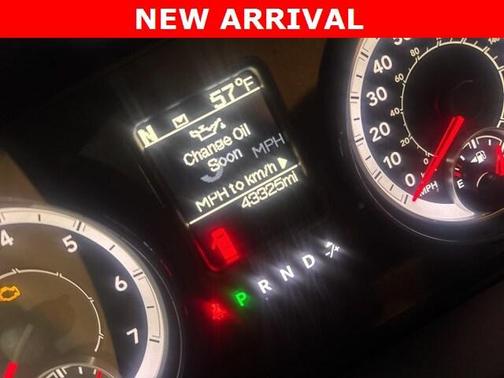 NEW ARRIVAL
N 57°F
Change Oil
Soon MPH
MPH to km/h
43325mi
P R N D -/+
4
5
6
7
50
40
30
20
10
0
MPH
E